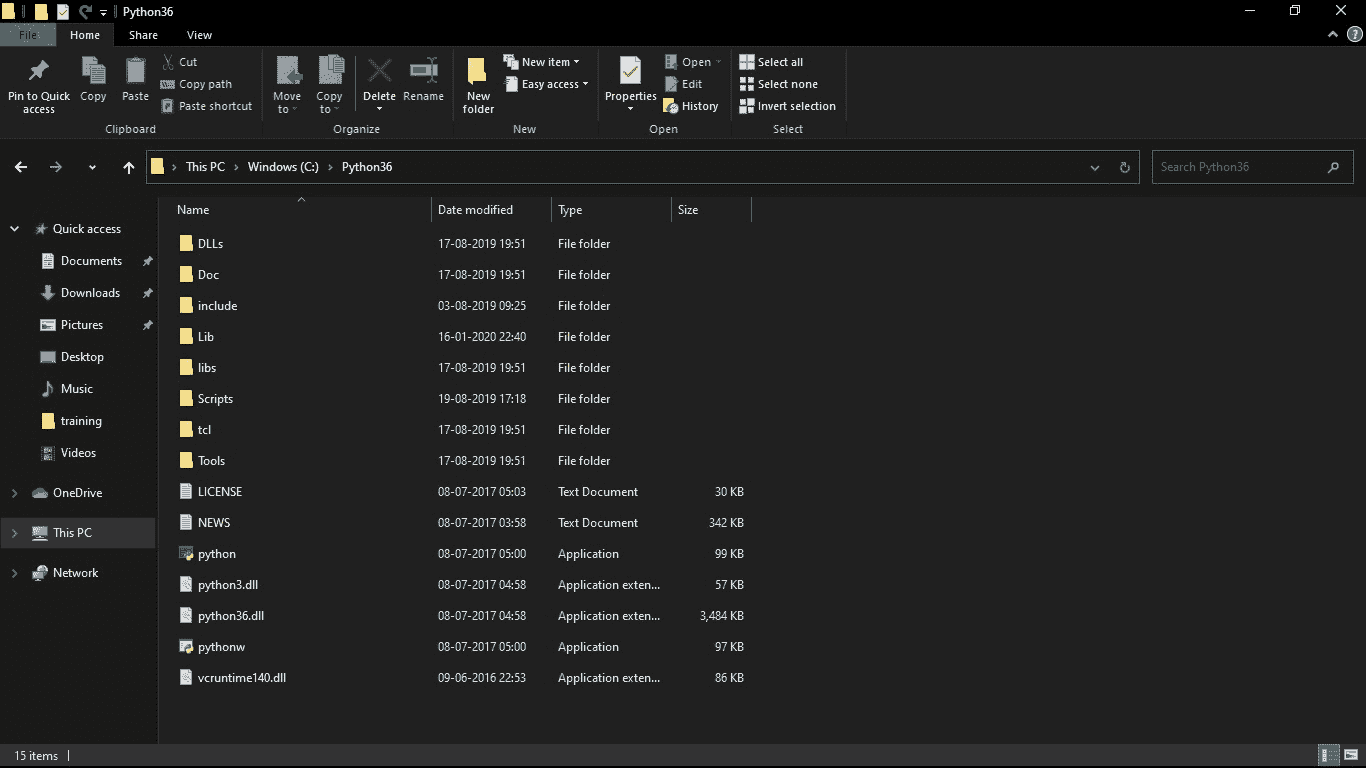 Python36
File Home Share View
Pin to Quick access
Copy
Paste
Cut
Copy path
Paste shortcut
Clipboard
Move to
Copy to
Delete
Rename
Organize
New folder
New item
Easy access
New
Properties
Open
Edit
History
Open
Select all
Select none
Invert selection
Select
This PC > Windows (C:) > Python36
Search Python36
Quick access
Documents
Downloads
Pictures
Desktop
Music
training
Videos
OneDrive
This PC
Network
Name Date modified Type Size
DLLs 17-08-2019 19:51 File folder
Doc 17-08-2019 19:51 File folder
include 03-08-2019 09:25 File folder
Lib 16-01-2020 22:40 File folder
libs 17-08-2019 19:51 File folder
Scripts 19-08-2019 17:18 File folder
tcl 17-08-2019 19:51 File folder
Tools 17-08-2019 19:51 File folder
LICENSE 08-07-2017 05:03 Text Document 30 KB
NEWS 08-07-2017 03:58 Text Document 342 KB
python 08-07-2017 05:00 Application 99 KB
python3.dll 08-07-2017 04:58 Application exten... 57 KB
python36.dll 08-07-2017 04:58 Application exten... 3,484 KB
pythonw 08-07-2017 05:00 Application 97 KB
vcruntime140.dll 09-06-2016 22:53 Application exten... 86 KB
15 items